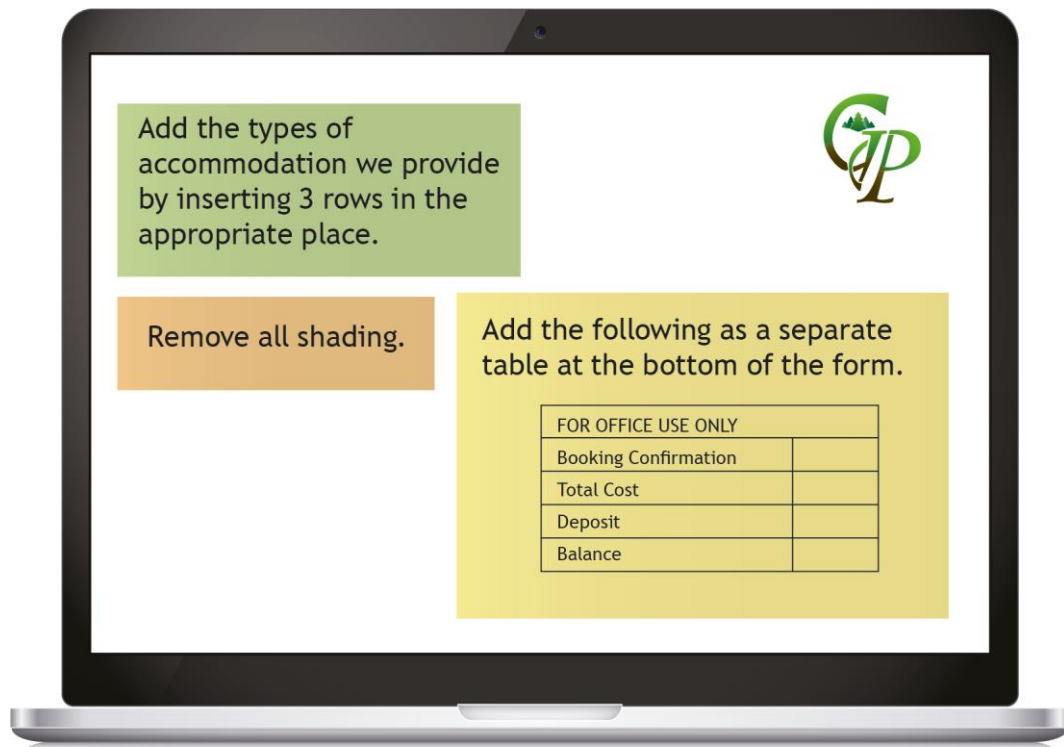 Add the types of
accommodation we provide
by inserting 3 rows in the
appropriate place.
Remove all shading.
Add the following as a separate
table at the bottom of the form.
FOR OFFICE USE ONLY
Booking Confirmation
Total Cost
Deposit
Balance